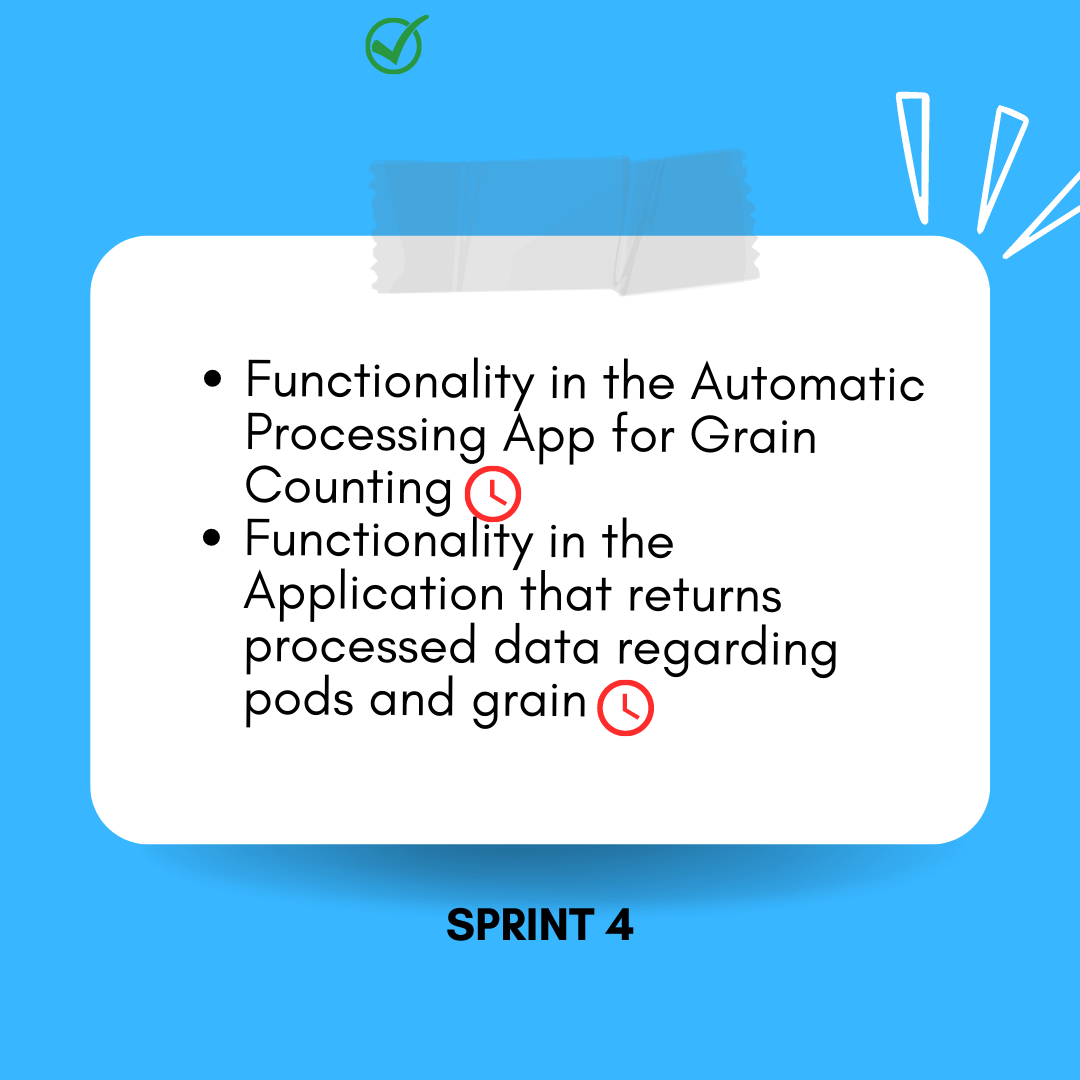 • Functionality in the Automatic
Processing App for Grain
Counting
• Functionality in the
Application that returns
processed data regarding
pods and grain
SPRINT 4